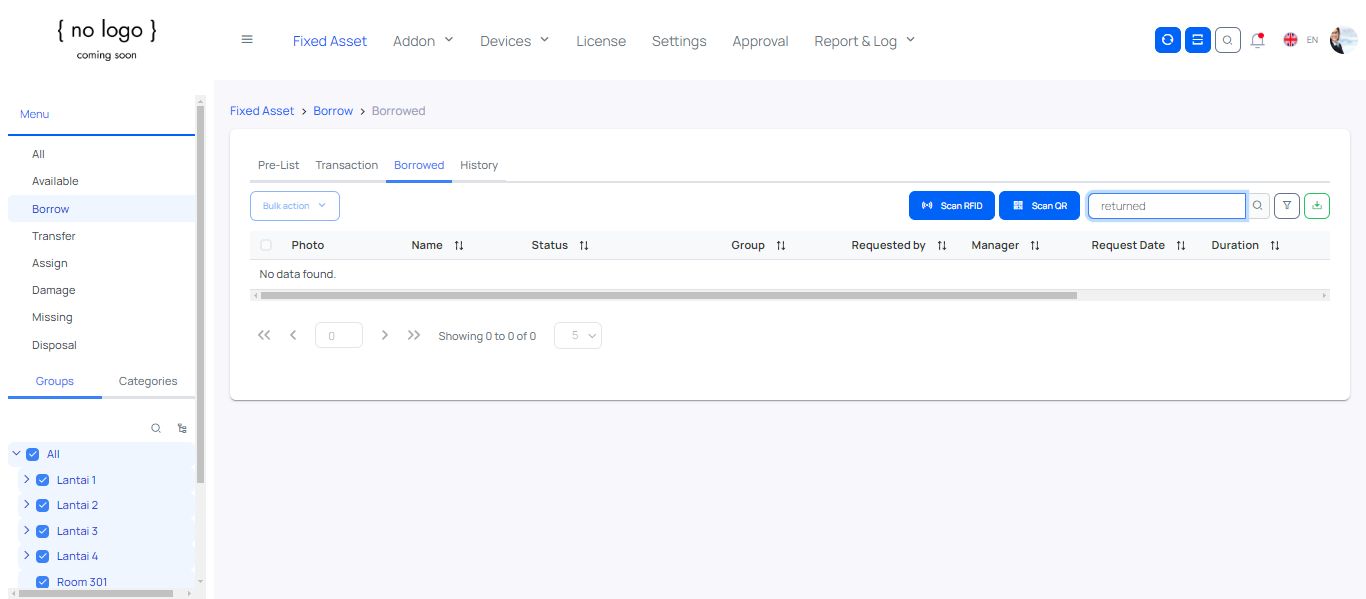 { no logo }
coming soon
Fixed Asset Addon Devices License Settings Approval Report & Log EN
Menu
All
Available
Borrow
Transfer
Assign
Damage
Missing
Disposal
Groups Categories
All
Lantai 1
Lantai 2
Lantai 3
Lantai 4
Room 301
Fixed Asset > Borrow > Borrowed
Pre-List Transaction Borrowed History
Bulk action Scan RFID Scan QR returned
Photo Name Status Group Requested by Manager Request Date Duration
No data found.
0 Showing 0 to 0 of 0 5